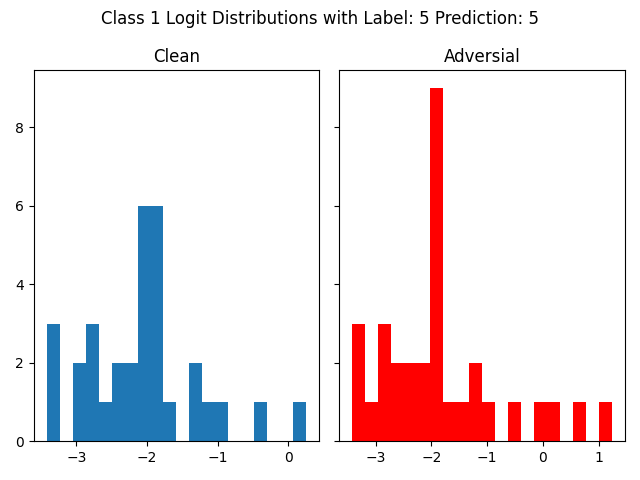 Class 1 Logit Distributions with Label: 5 Prediction: 5
Clean
Adversial
8
6
4
2
0
−3 −2 −1 0
−3 −2 −1 0 1